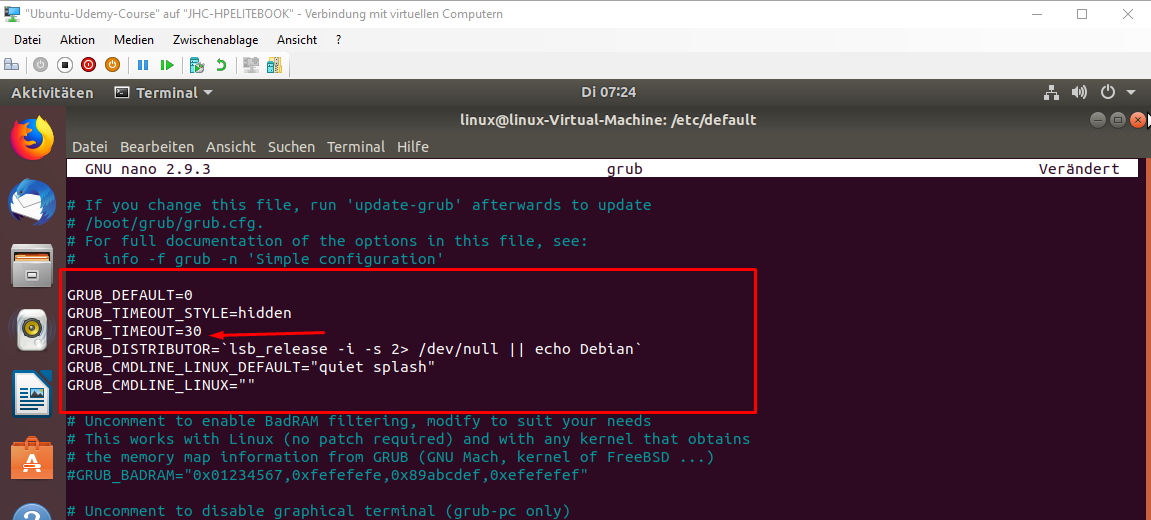 "Ubuntu-Udemy-Course" auf "JHC-HPELITEBOOK" - Verbindung mit virtuellen Computern
Datei Aktion Medien Zwischenablage Ansicht ?
Aktivitäten Terminal Di 07:24
linux@linux-Virtual-Machine: /etc/default
Datei Bearbeiten Ansicht Suchen Terminal Hilfe
GNU nano 2.9.3 grub Verändert
# If you change this file, run 'update-grub' afterwards to update
# /boot/grub/grub.cfg.
# For full documentation of the options in this file, see:
#   info -f grub -n 'Simple configuration'
GRUB_DEFAULT=0
GRUB_TIMEOUT_STYLE=hidden
GRUB_TIMEOUT=30
GRUB_DISTRIBUTOR=`lsb_release -i -s 2> /dev/null || echo Debian`
GRUB_CMDLINE_LINUX_DEFAULT="quiet splash"
GRUB_CMDLINE_LINUX=""
# Uncomment to enable BadRAM filtering, modify to suit your needs
# This works with Linux (no patch required) and with any kernel that obtains
# the memory map information from GRUB (GNU Mach, kernel of FreeBSD ...)
#GRUB_BADRAM="0x01234567,0xfefefefe,0x89abcdef,0xefefefef"
# Uncomment to disable graphical terminal (grub-pc only)